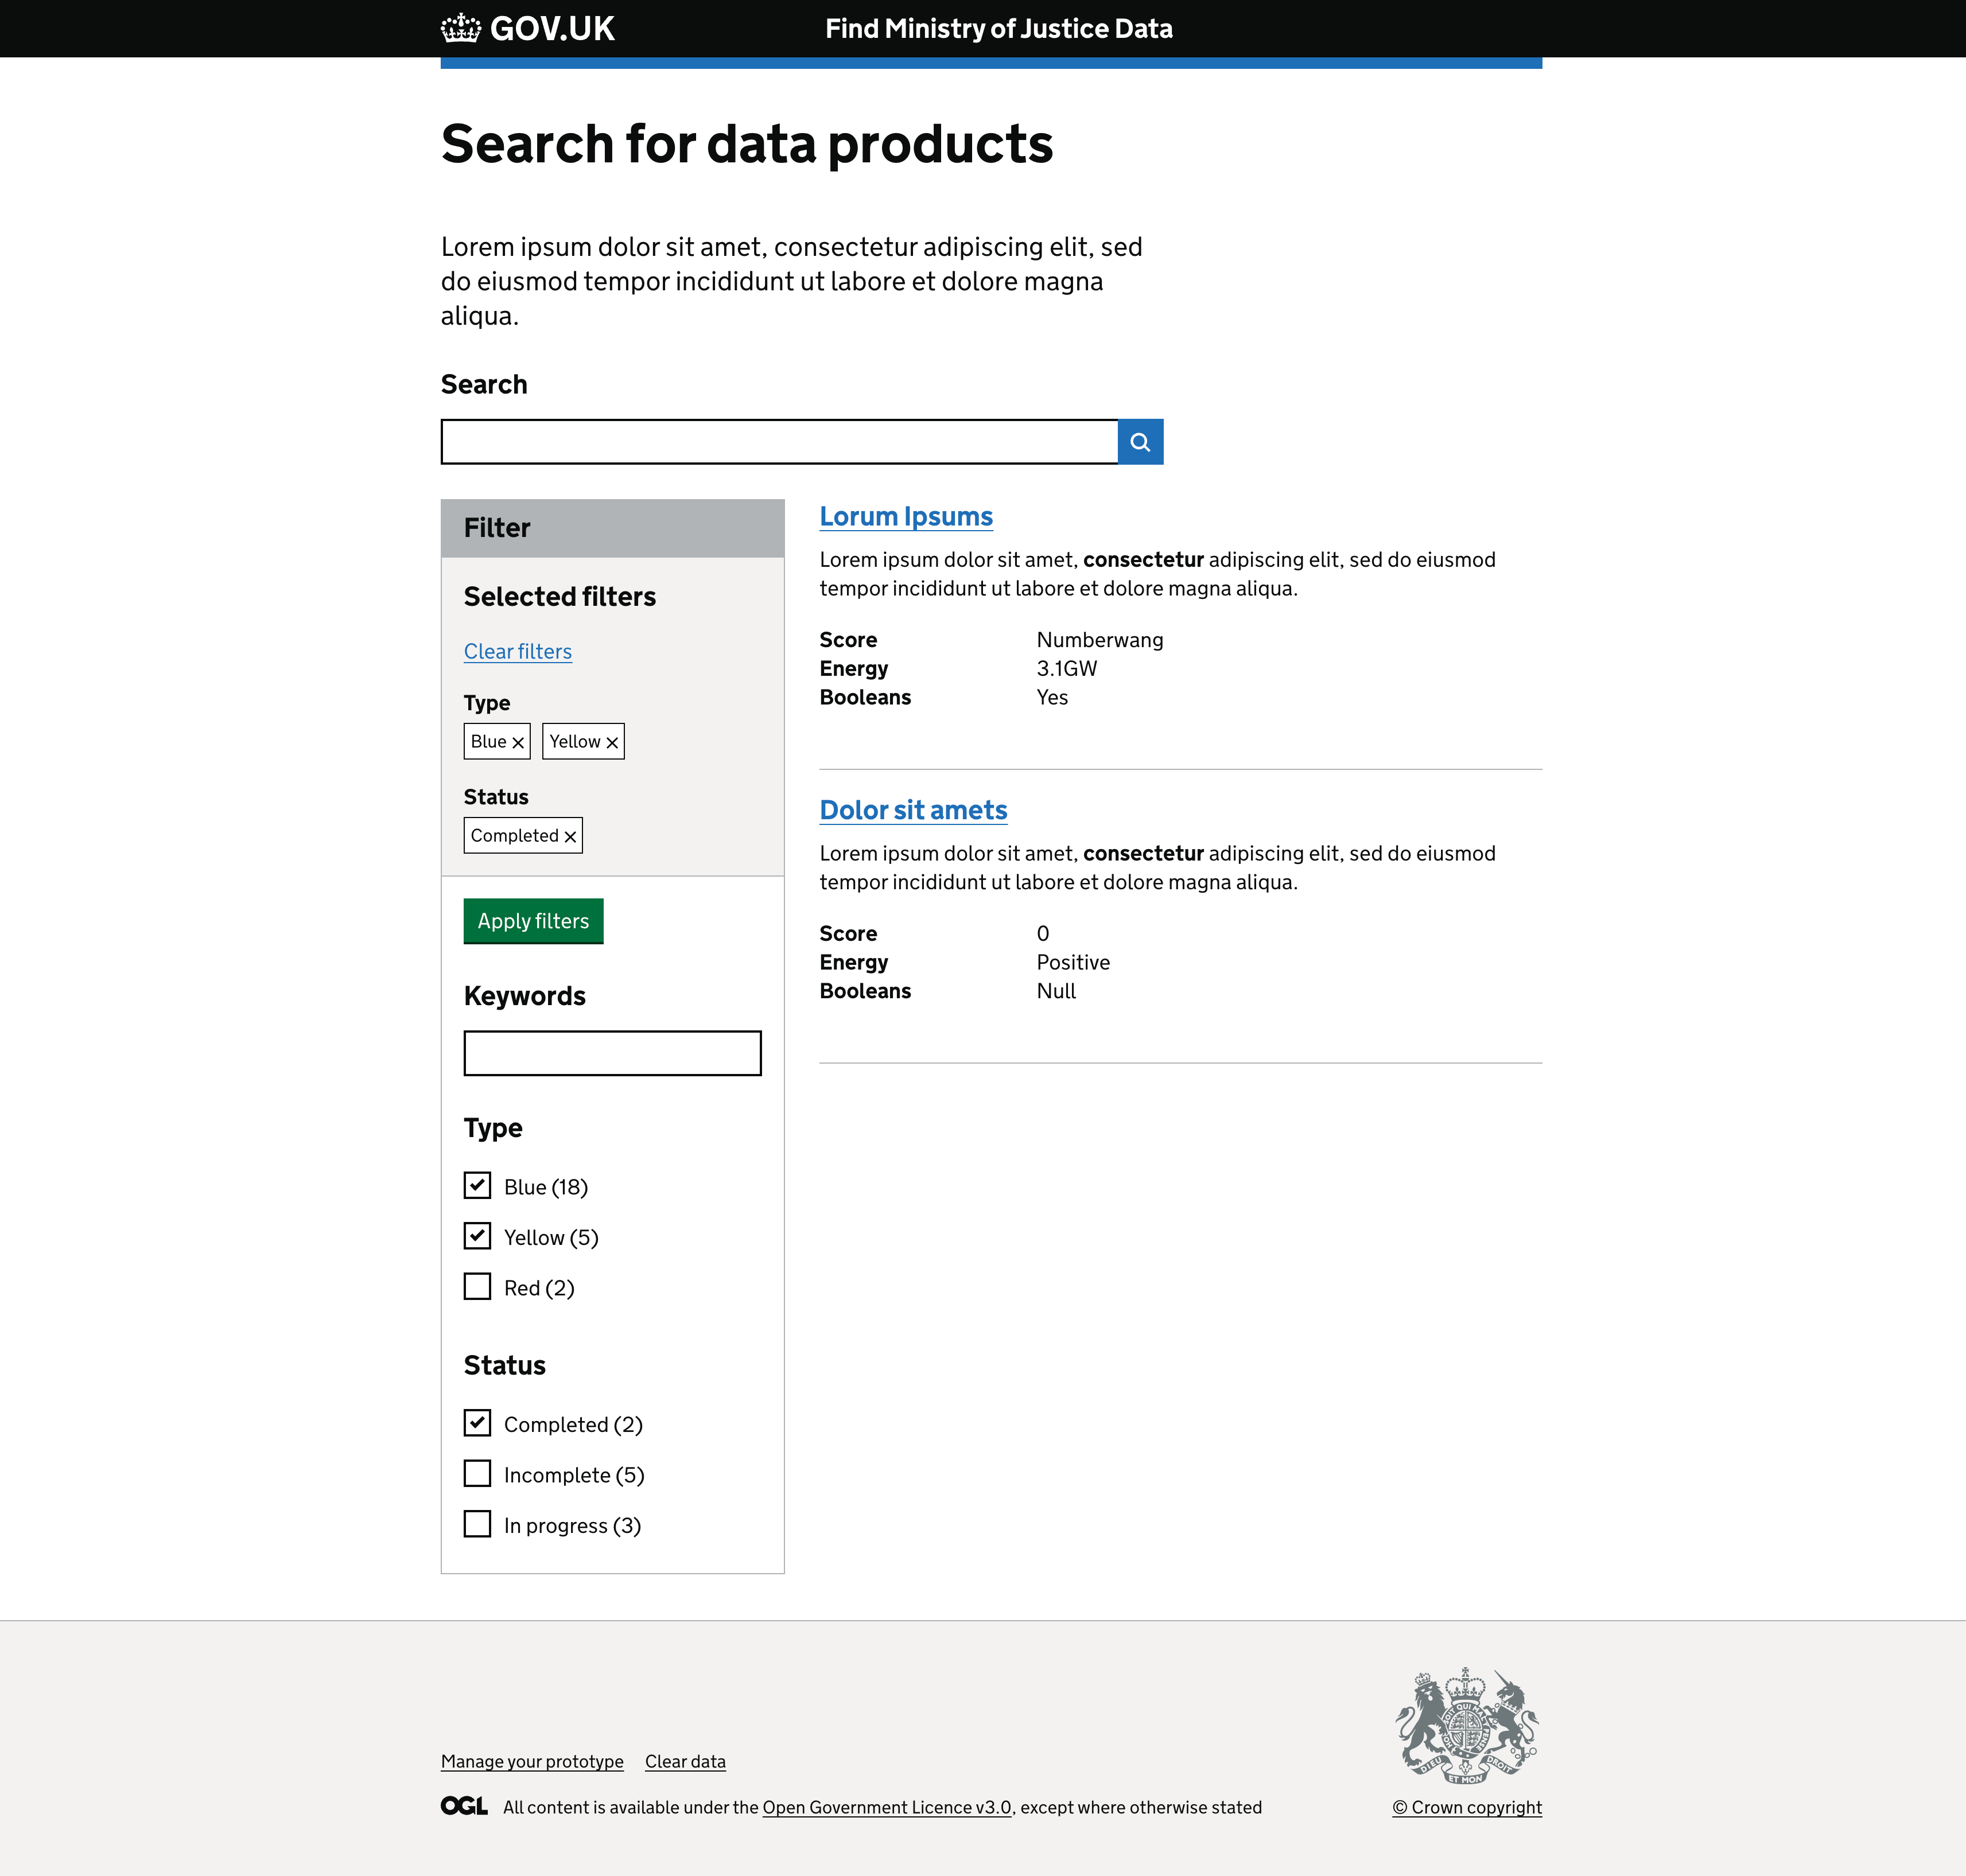 GOV.UK
Find Ministry of Justice Data
Search for data products
Lorem ipsum dolor sit amet, consectetur adipiscing elit, sed
do eiusmod tempor incididunt ut labore et dolore magna
aliqua.
Search
Filter
Selected filters
Clear filters
Type
Blue Yellow
Status
Completed
Apply filters
Keywords
Type
Blue (18)
Yellow (5)
Red (2)
Status
Completed (2)
Incomplete (5)
In progress (3)
Lorum Ipsums
Lorem ipsum dolor sit amet, consectetur adipiscing elit, sed do eiusmod
tempor incididunt ut labore et dolore magna aliqua.
Score Numberwang
Energy 3.1GW
Booleans Yes
Dolor sit amets
Lorem ipsum dolor sit amet, consectetur adipiscing elit, sed do eiusmod
tempor incididunt ut labore et dolore magna aliqua.
Score 0
Energy Positive
Booleans Null
Manage your prototype Clear data
OGL All content is available under the Open Government Licence v3.0, except where otherwise stated
DIEU ET MON DROIT
© Crown copyright